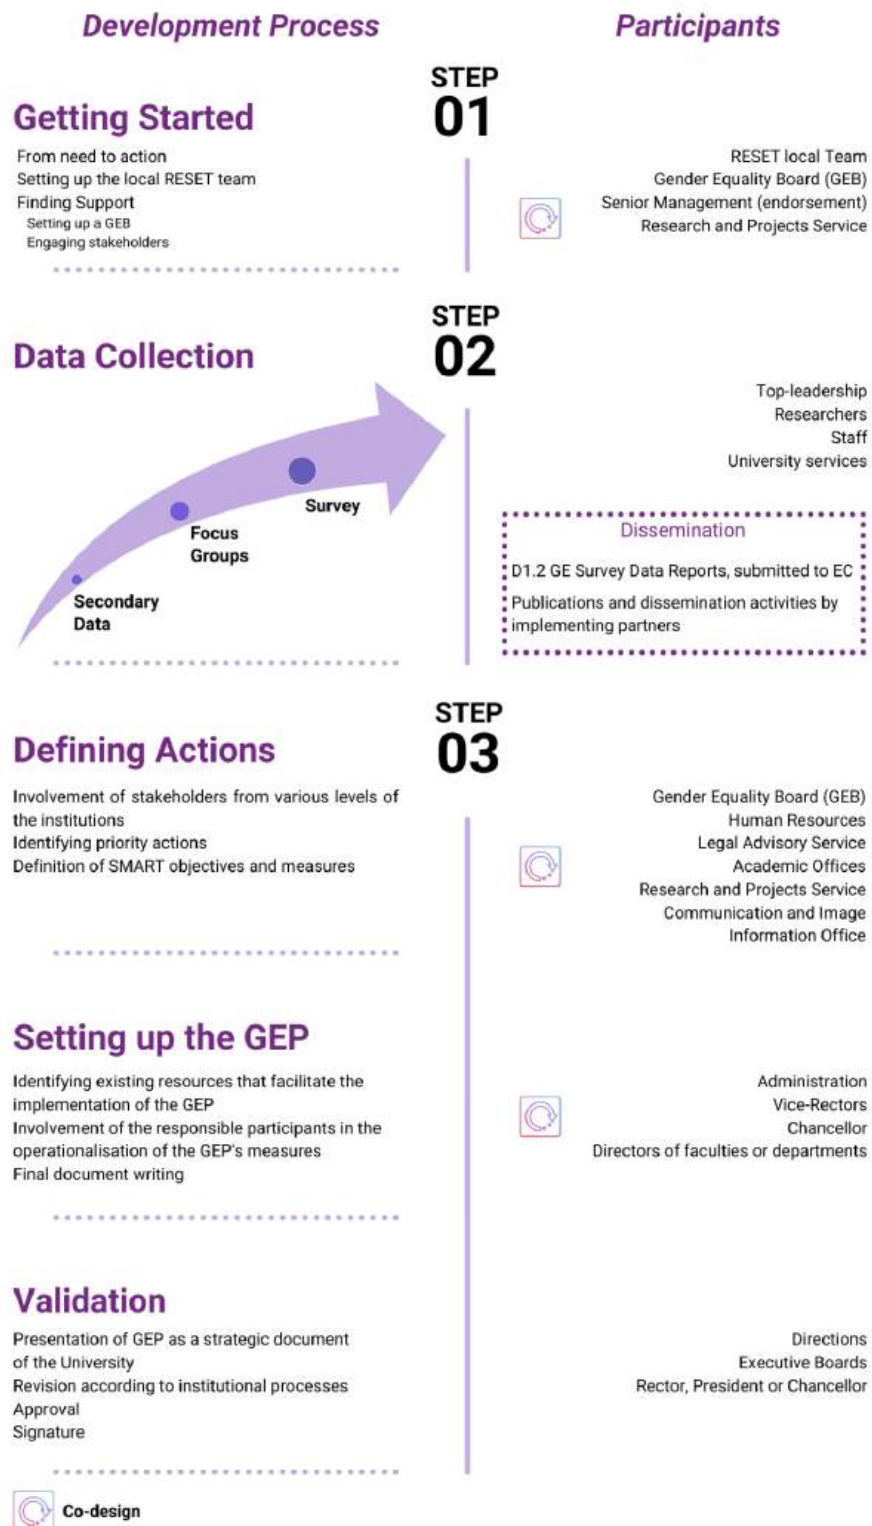 Development Process
Participants
STEP
01
Getting Started
From need to action
Setting up the local RESET team
Finding Support
Setting up a GEB
Engaging stakeholders
RESET local Team
Gender Equality Board (GEB)
Senior Management (endorsement)
Research and Projects Service
STEP
02
Data Collection
Survey
Focus
Groups
Secondary
Data
Top-leadership
Researchers
Staff
University services
Dissemination
D1.2 GE Survey Data Reports, submitted to EC
Publications and dissemination activities by
implementing partners
STEP
03
Defining Actions
Involvement of stakeholders from various levels of
the institutions
Identifying priority actions
Definition of SMART objectives and measures
Gender Equality Board (GEB)
Human Resources
Legal Advisory Service
Academic Offices
Research and Projects Service
Communication and Image
Information Office
Setting up the GEP
Identifying existing resources that facilitate the
implementation of the GEP
Involvement of the responsible participants in the
operationalisation of the GEP's measures
Final document writing
Administration
Vice-Rectors
Chancellor
Directors of faculties or departments
Validation
Presentation of GEP as a strategic document
of the University
Revision according to institutional processes
Approval
Signature
Directions
Executive Boards
Rector, President or Chancellor
Co-design